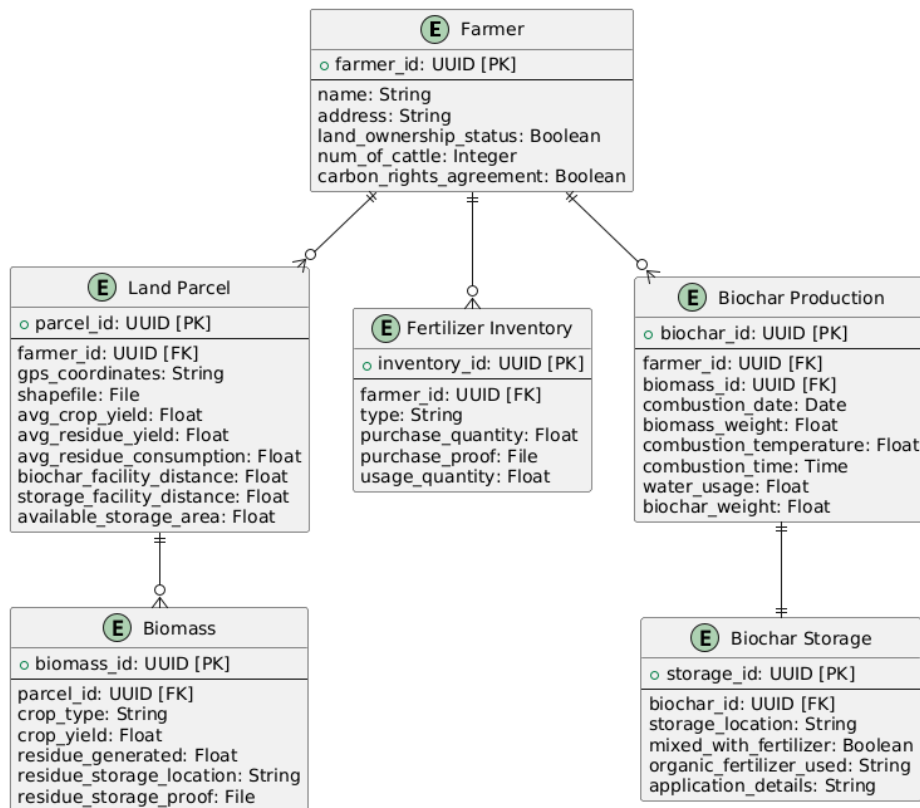 E Farmer
farmer_id: UUID [PK]
name: String
address: String
land_ownership_status: Boolean
num_of_cattle: Integer
carbon_rights_agreement: Boolean
E Land Parcel
parcel_id: UUID [PK]
farmer_id: UUID [FK]
gps_coordinates: String
shapefile: File
avg_crop_yield: Float
avg_residue_yield: Float
avg_residue_consumption: Float
biochar_facility_distance: Float
storage_facility_distance: Float
available_storage_area: Float
E Fertilizer Inventory
inventory_id: UUID [PK]
farmer_id: UUID [FK]
type: String
purchase_quantity: Float
purchase_proof: File
usage_quantity: Float
E Biochar Production
biochar_id: UUID [PK]
farmer_id: UUID [FK]
biomass_id: UUID [FK]
combustion_date: Date
biomass_weight: Float
combustion_temperature: Float
combustion_time: Time
water_usage: Float
biochar_weight: Float
E Biomass
biomass_id: UUID [PK]
parcel_id: UUID [FK]
crop_type: String
crop_yield: Float
residue_generated: Float
residue_storage_location: String
residue_storage_proof: File
E Biochar Storage
storage_id: UUID [PK]
biochar_id: UUID [FK]
storage_location: String
mixed_with_fertilizer: Boolean
organic_fertilizer_used: String
application_details: String